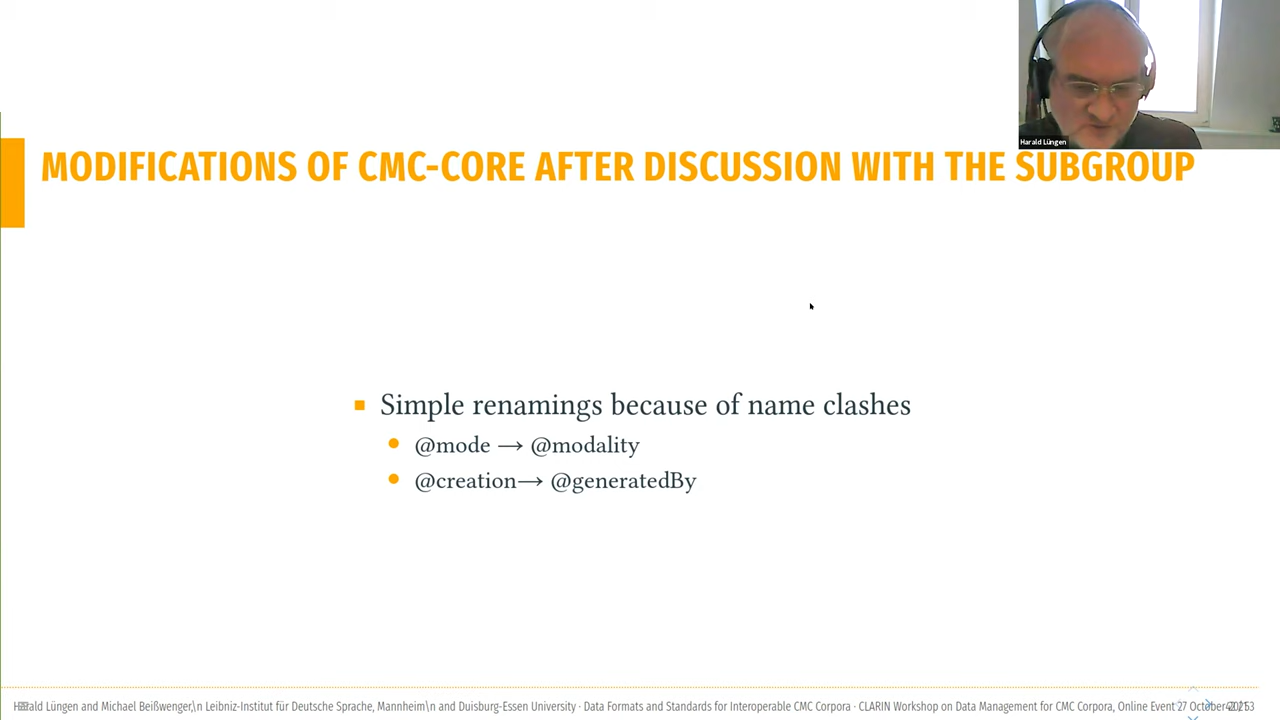 Harald Lüngen
MODIFICATIONS OF CMC-CORE AFTER DISCUSSION WITH THE SUBGROUP
Simple renamings because of name clashes
@mode → @modality
@creation→ @generatedBy
Harald Lüngen and Michael Beißwenger,\n Leibniz-Institut für Deutsche Sprache, Mannheim\n and Duisburg-Essen University · Data Formats and Standards for Interoperable CMC Corpora · CLARIN Workshop on Data Management for CMC Corpora, Online Event 27 October